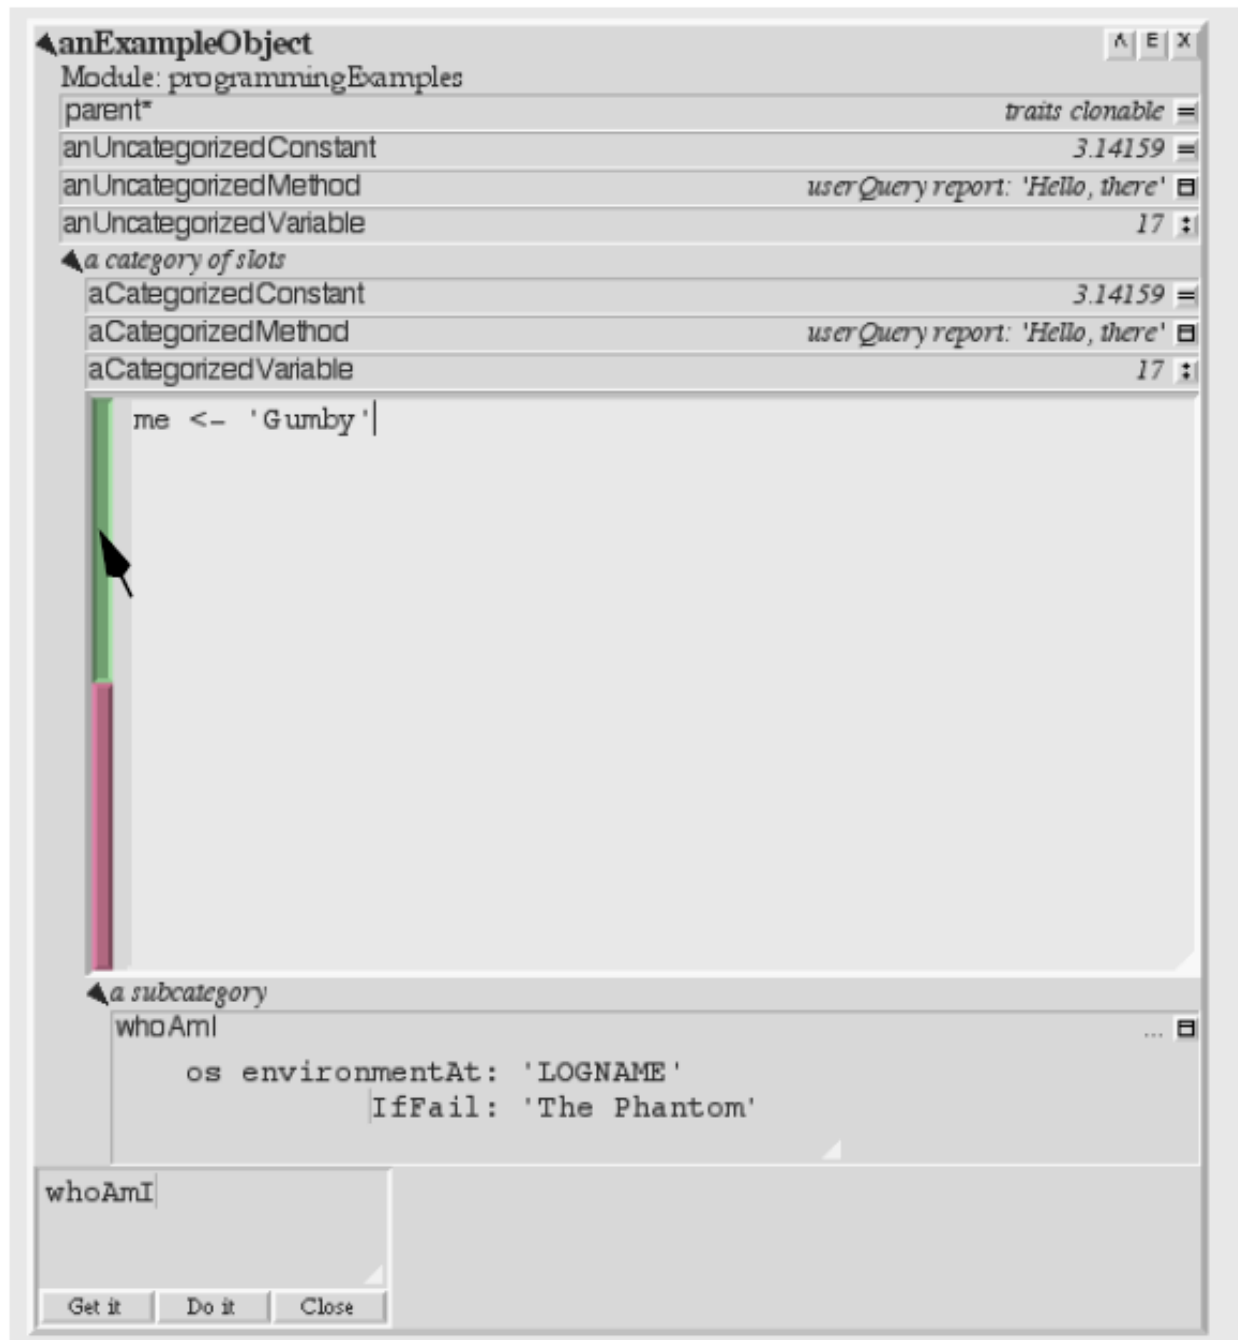 anExampleObject A E X
Module: programmingExamples
parent* traits clonable =
anUncategorizedConstant 3.14159 =
anUncategorizedMethod userQuery report: 'Hello, there'
anUncategorizedVariable 17 :
a category of slots
aCategorizedConstant 3.14159 =
aCategorizedMethod userQuery report: 'Hello, there'
aCategorizedVariable 17 :
me <- 'Gumby'
a subcategory
whoAmI ...
os environmentAt: 'LOGNAME'
IfFail: 'The Phantom'
whoAmI
Get it Do it Close